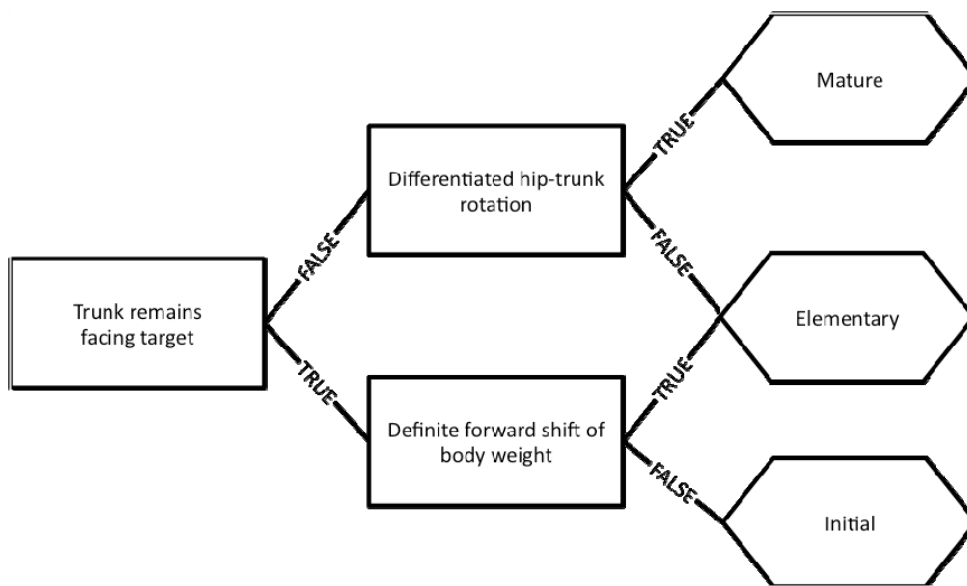 Mature
TRUE
Differentiated hip-trunk
rotation
FALSE
FALSE
Trunk remains
facing target
Elementary
TRUE
TRUE
Definite forward shift of
body weight
FALSE
Initial